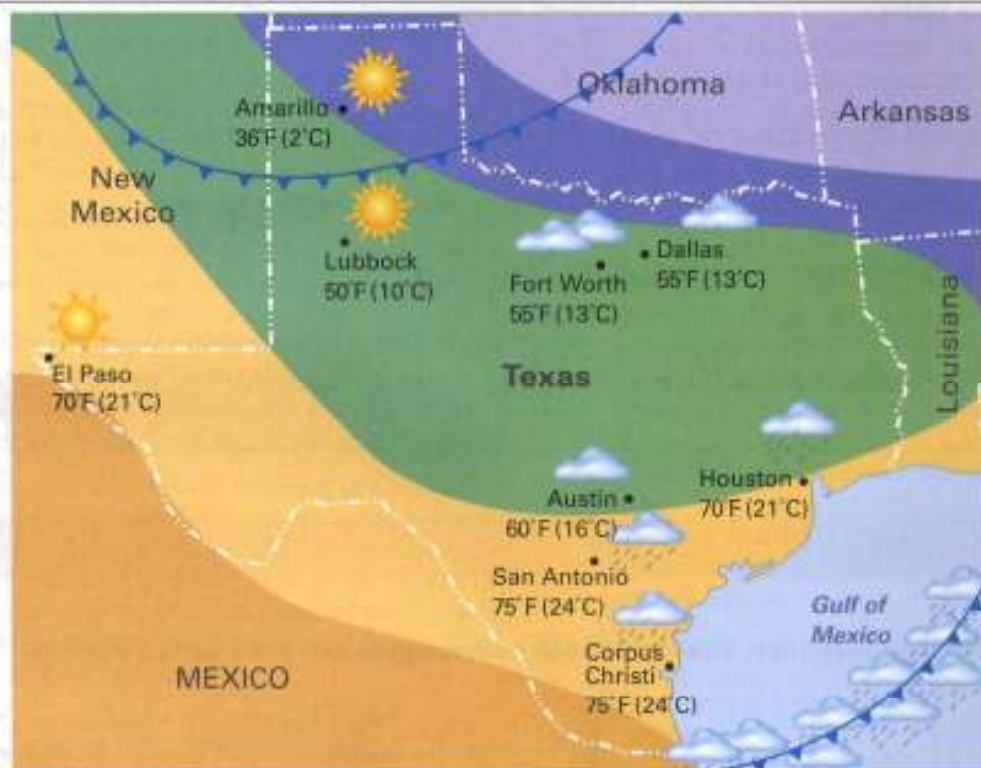 Oklahoma
Arkansas
Amarillo
36°F (2°C)
New
Mexico
Lubbock
50°F (10°C)
Dallas
55°F (13°C)
Fort Worth
55°F (13°C)
Louisiana
El Paso
70°F (21°C)
Texas
Houston
70°F (21°C)
Austin
60°F (16°C)
San Antonio
75°F (24°C)
Gulf of
Mexico
Corpus
Christi
75°F (24°C)
MEXICO